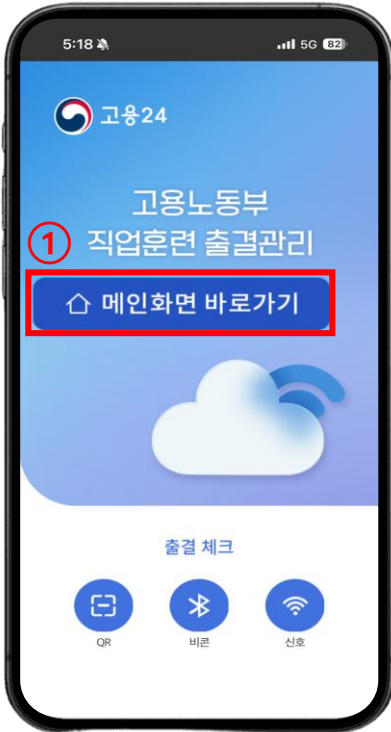 5:18
5G 82
고용24
고용노동부
① 직업훈련 출결관리
메인화면 바로가기
출결 체크
QR 비콘 신호